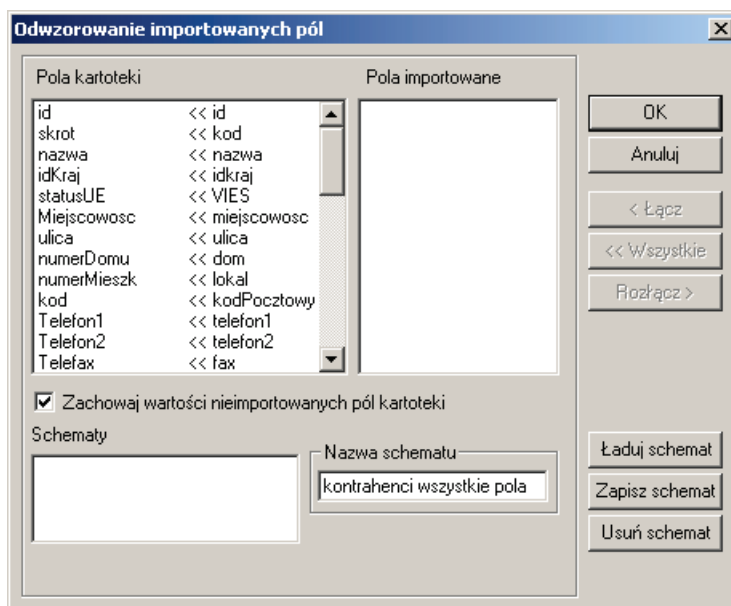 Odwzorowanie importowanych pól
Pola kartoteki
Pola importowane
id << id
skrot << kod
nazwa << nazwa
idKraj << idkraj
statusUE << VIES
Miejscowosc << miejscowosc
ulica << ulica
numerDomu << dom
numerMieszk << lokal
kod << kodPocztowy
Telefon1 << telefon1
Telefon2 << telefon2
Telefax << fax
OK
Anuluj
< Łącz
<< Wszystkie
Rozłącz >
Zachowaj wartości nieimportowanych pól kartoteki
Schematy
Nazwa schematu
kontrahenci wszystkie pola
Ładuj schemat
Zapisz schemat
Usuń schemat